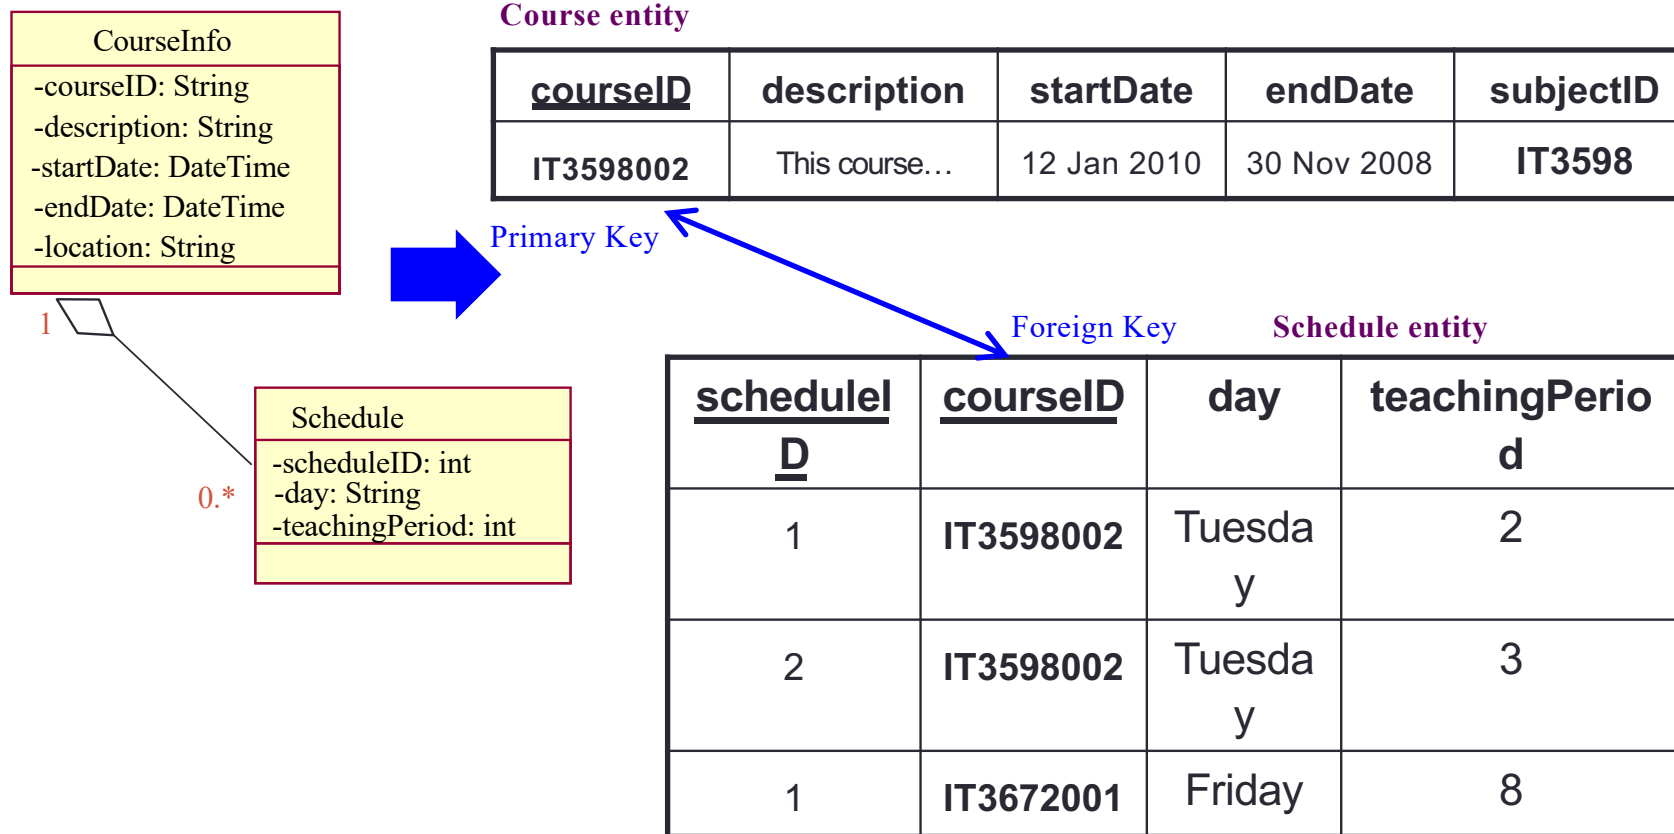 CourseInfo
-courseID: String
-description: String
-startDate: DateTime
-endDate: DateTime
-location: String
1
0.*
Schedule
-scheduleID: int
-day: String
-teachingPeriod: int
Course entity
courseID description startDate endDate subjectID
IT3598002 This course... 12 Jan 2010 30 Nov 2008 IT3598
Primary Key
Foreign Key Schedule entity
scheduleI courseID day teachingPerio
D d
1 IT3598002 Tuesda 2
y
2 IT3598002 Tuesda 3
y
1 IT3672001 Friday 8